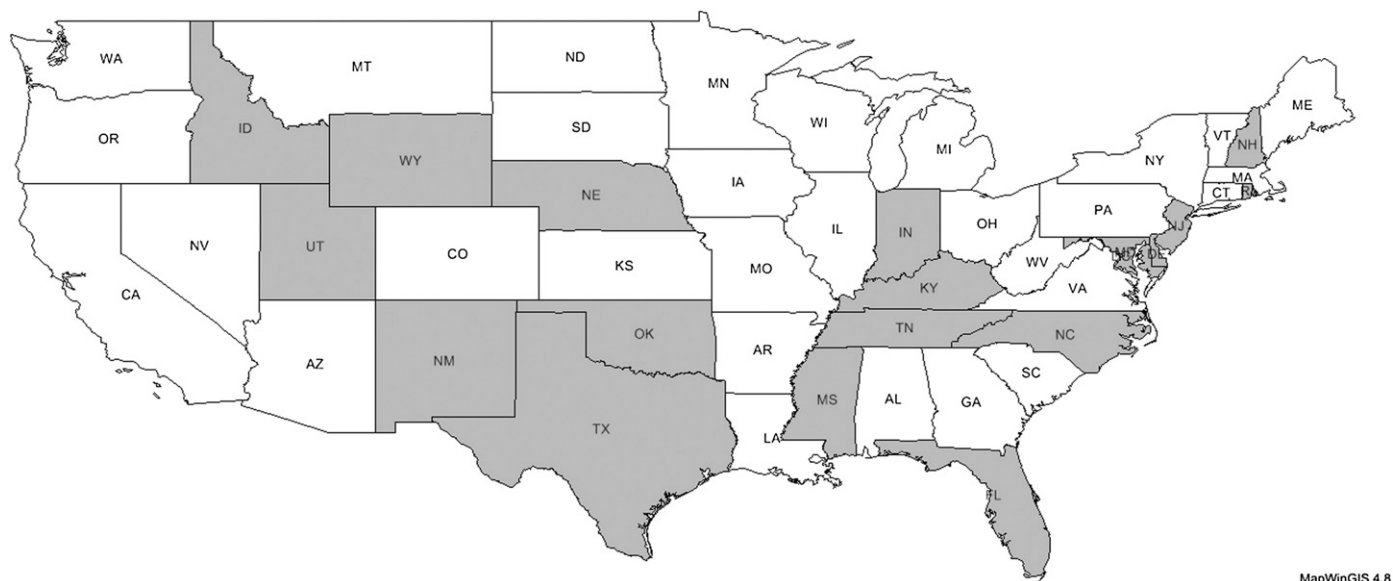 WA
MT
ND
MN
ME
OR
ID
WY
SD
WI
MI
VT
NH
NY
MA
CT
RI
IA
NE
PA
NJ
NV
UT
CO
KS
IL
IN
OH
MD
DE
WV
MO
KY
VA
CA
AZ
NM
OK
AR
TN
NC
SC
TX
LA
MS
AL
GA
FL
MapWinGIS 4.8